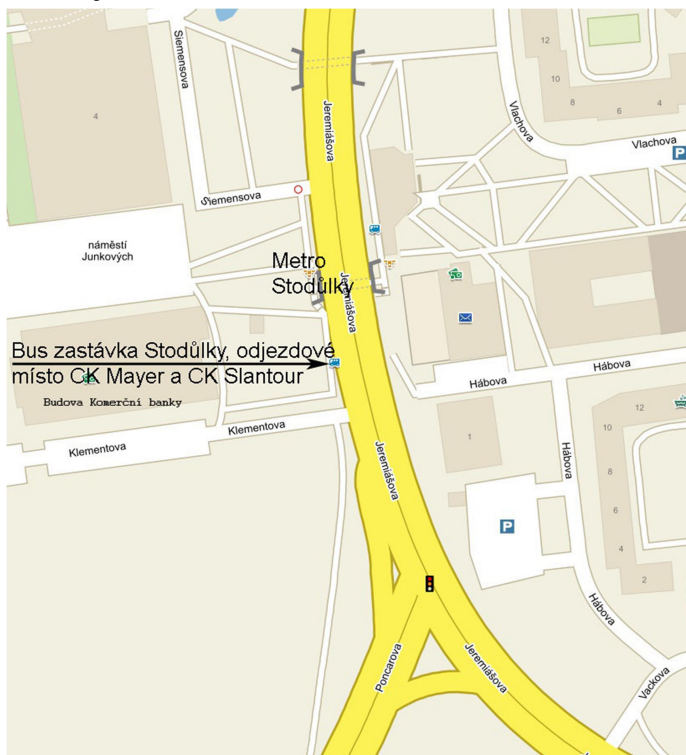 Siemensova
Jeremiášova
12
10
8
6
4
4
Vlachova
Vlachova
P
Siemensova
náměstí
Junkových
Metro
Stodůlky
Jeremiášova
Bus zastávka Stodůlky, odjezdové
místo CK Mayer a CK Slantour
Budova Komerční banky
Hábova
Hábova
Klementova
Klementova
Jeremiášova
1
Hábova
12
10
8
6
4
2
P
Hábova
Poncarova
Jeremiášova
Vackova